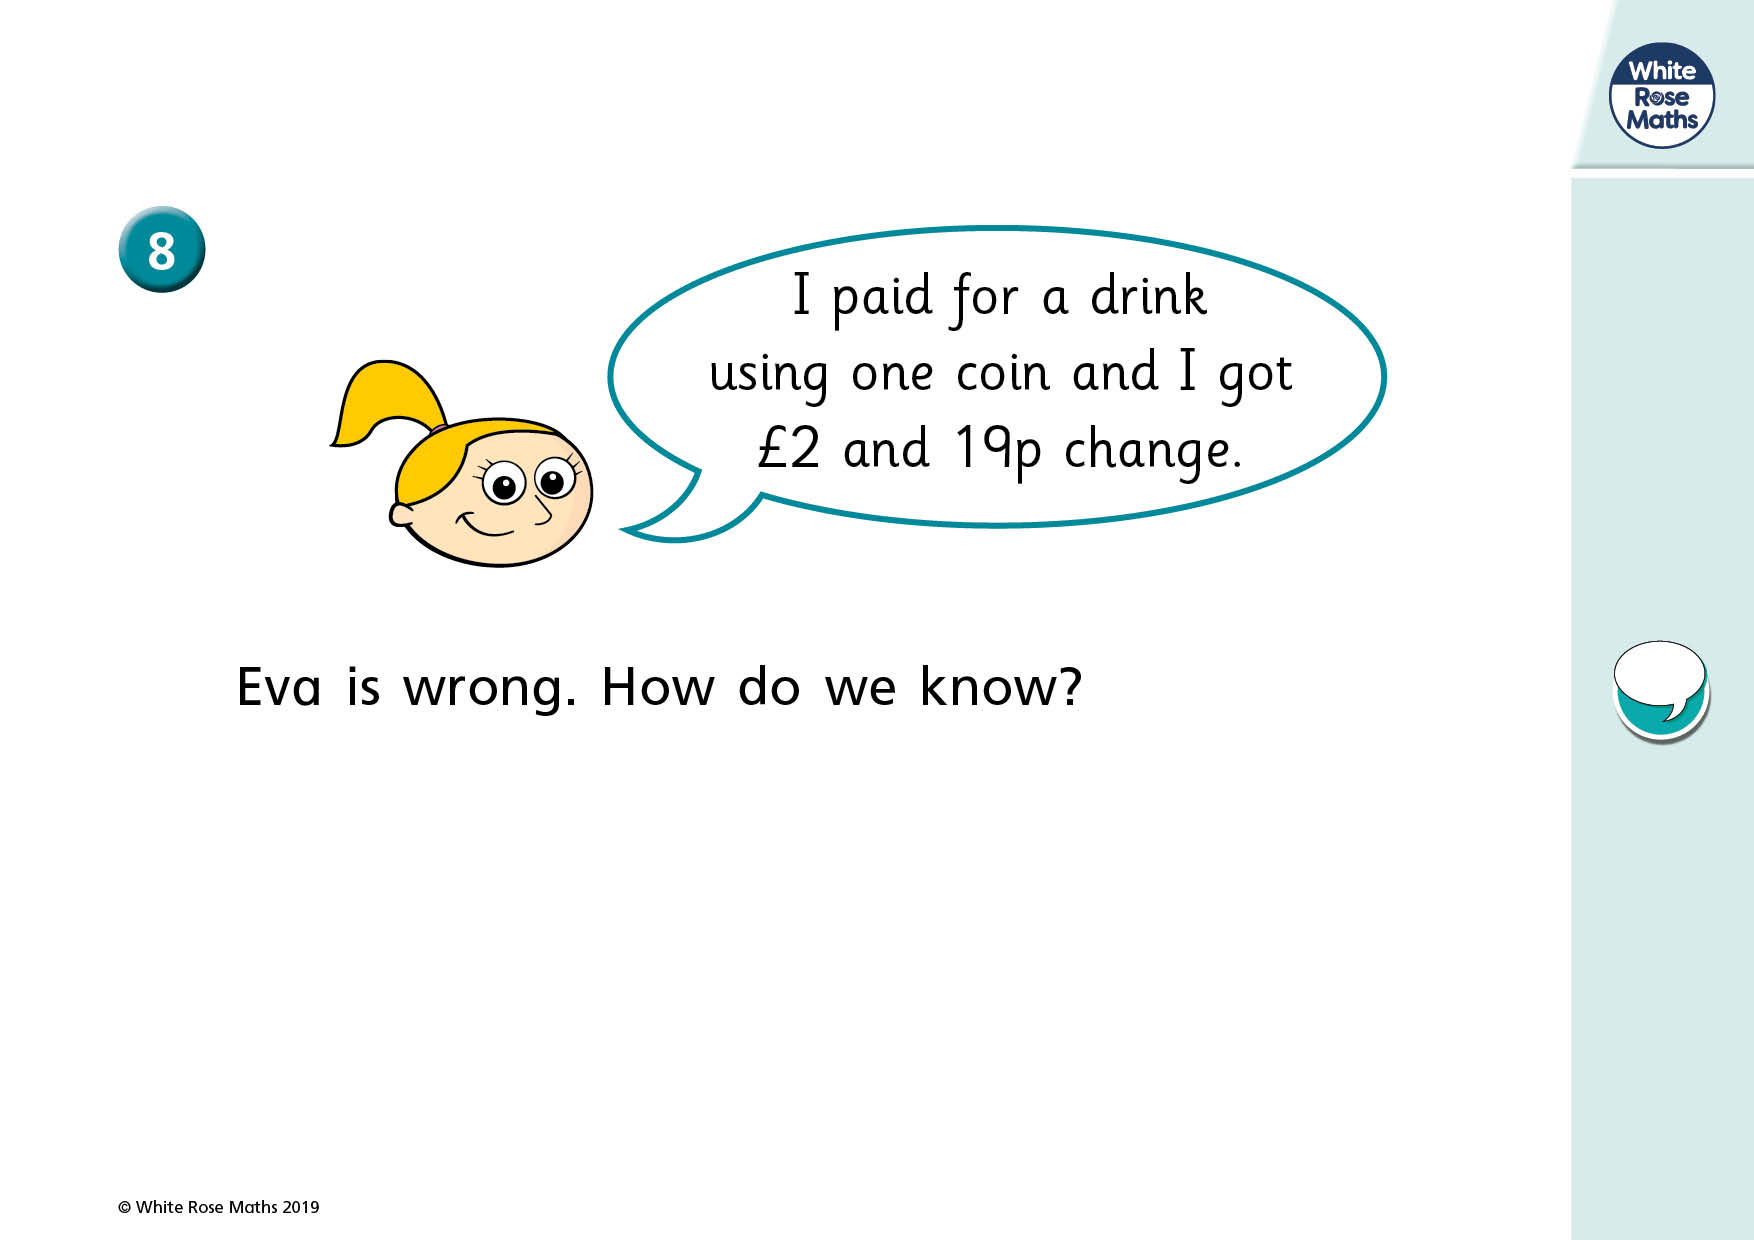 White
Rose
Maths
8
I paid for a drink
using one coin and I got
£2 and 19p change.
Eva is wrong. How do we know?
© White Rose Maths 2019